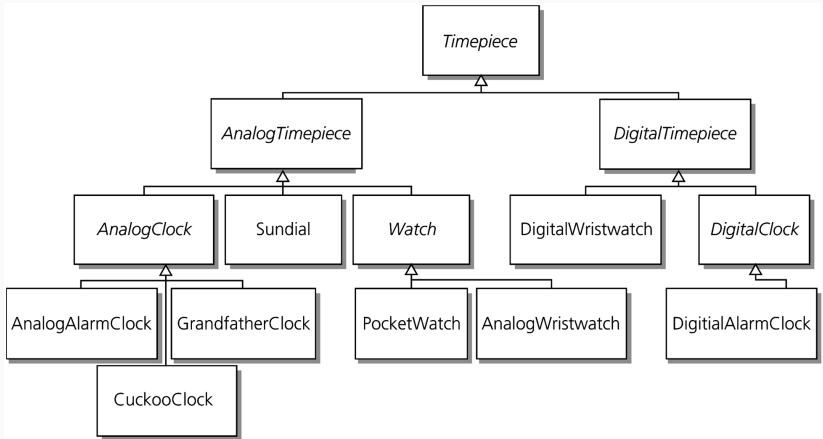 Timepiece
AnalogTimepiece
DigitalTimepiece
AnalogClock
Sundial
Watch
DigitalWristwatch
DigitalClock
AnalogAlarmClock
GrandfatherClock
PocketWatch
AnalogWristwatch
DigitialAlarmClock
CuckooClock